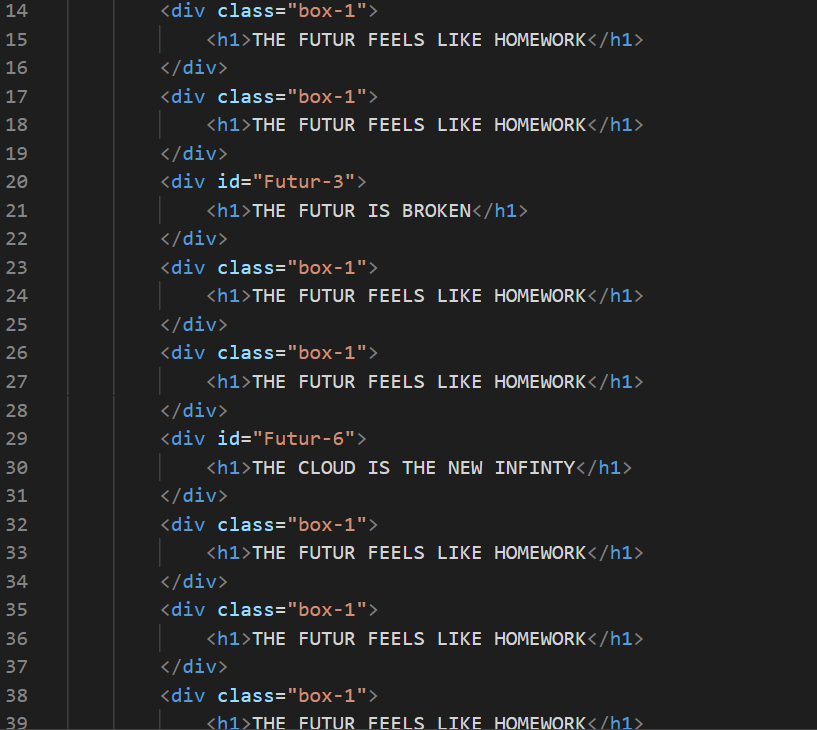 14 <div class="box-1">
15 <h1>THE FUTUR FEELS LIKE HOMEWORK</h1>
16 </div>
17 <div class="box-1">
18 <h1>THE FUTUR FEELS LIKE HOMEWORK</h1>
19 </div>
20 <div id="Futur-3">
21 <h1>THE FUTUR IS BROKEN</h1>
22 </div>
23 <div class="box-1">
24 <h1>THE FUTUR FEELS LIKE HOMEWORK</h1>
25 </div>
26 <div class="box-1">
27 <h1>THE FUTUR FEELS LIKE HOMEWORK</h1>
28 </div>
29 <div id="Futur-6">
30 <h1>THE CLOUD IS THE NEW INFINTY</h1>
31 </div>
32 <div class="box-1">
33 <h1>THE FUTUR FEELS LIKE HOMEWORK</h1>
34 </div>
35 <div class="box-1">
36 <h1>THE FUTUR FEELS LIKE HOMEWORK</h1>
37 </div>
38 <div class="box-1">
39 <h1>THE FUTUR FEELS LIKE HOMEWORK</h1>